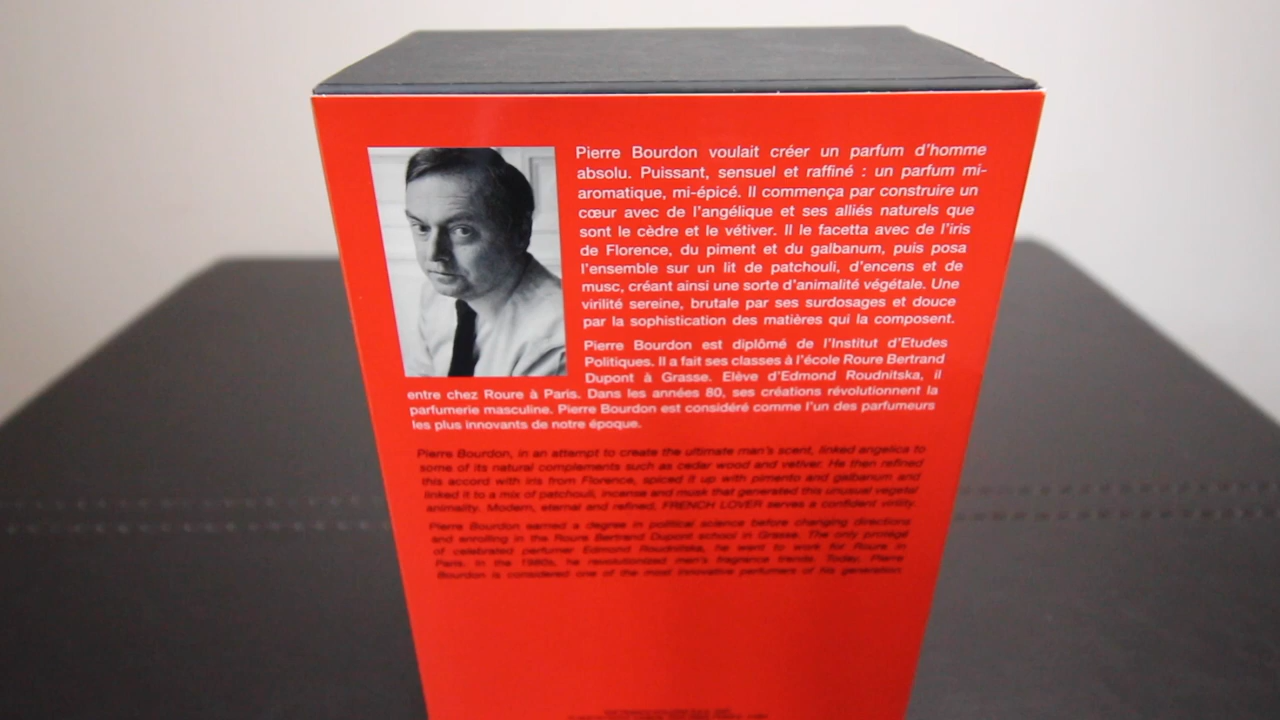 Pierre Bourdon voulait créer un parfum d'homme
absolu. Puissant, sensuel et raffiné : un parfum mi-
aromatique, mi-épicé. Il commença par construire un
cœur avec de l'angélique et ses alliés naturels que
sont le cèdre et le vétiver. Il le facetta avec de l'iris
de Florence, du piment et du galbanum, puis posa
l'ensemble sur un lit de patchouli, d'encens et de
musc, créant ainsi une sorte d'animalité végétale. Une
virilité sereine, brutale par ses surdosages et douce
par la sophistication des matières qui la composent.
Pierre Bourdon est diplômé de l'Institut d'Etudes
Politiques. Il a fait ses classes à l'école Roure Bertrand
Dupont à Grasse. Elève d'Edmond Roudnitska, il
entre chez Roure à Paris. Dans les années 80, ses créations révolutionnent la
parfumerie masculine. Pierre Bourdon est considéré comme l'un des parfumeurs
les plus innovants de notre époque.
Pierre Bourdon, in an attempt to create the ultimate man's scent, linked angelica to
some of its natural complements such as cedar wood and vetiver. He then refined
this accord with iris from Florence, spiced it up with pimento and galbanum and
linked it to a mix of patchouli, incense and musk that generated this unusual vegetal
animality. Modern, eternal and refined, FRENCH LOVER serves a confident virility.
Pierre Bourdon earned a degree in political science before changing directions
and enrolling in the Roure Bertrand Dupont school in Grasse. The only protégé
of celebrated perfumer Edmond Roudnitska, he went to work for Roure in
Paris. In the 1980s, he revolutionized men's fragrance trends. Today, Pierre
Bourdon is considered one of the most innovative perfumers of his generation.